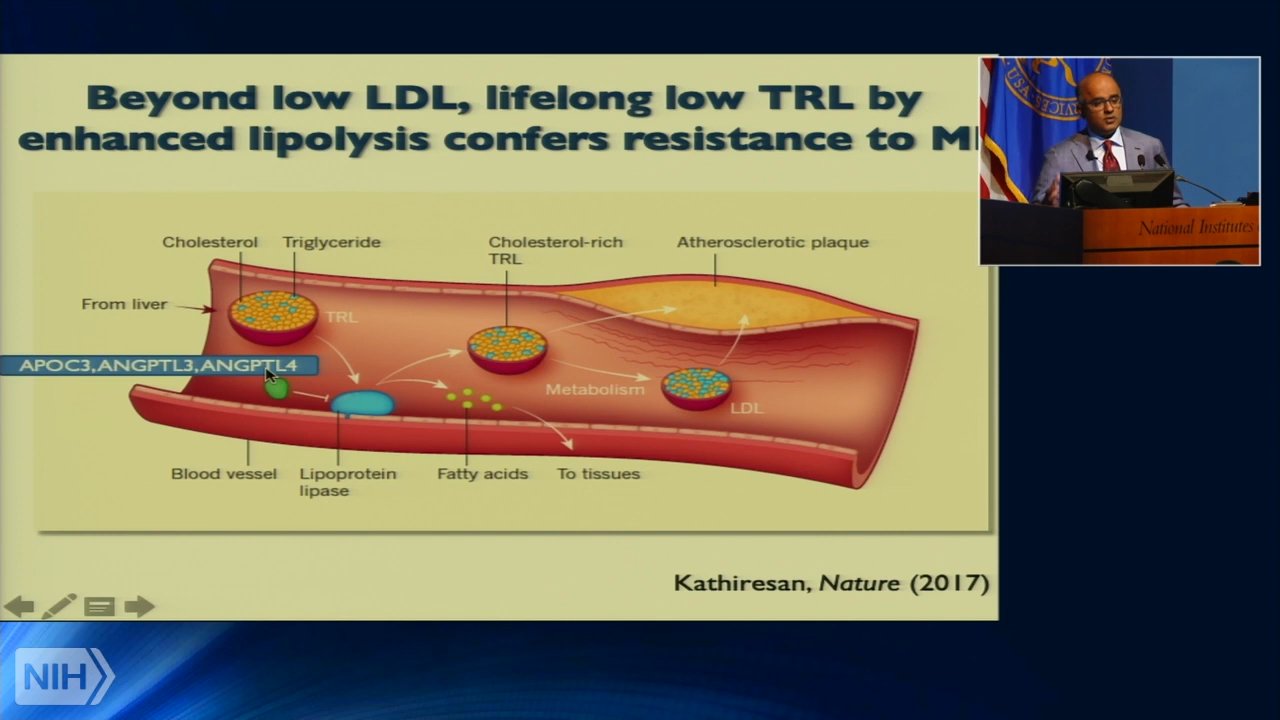 Beyond low LDL, lifelong low TRL by
enhanced lipolysis confers resistance to MI
Cholesterol
Triglyceride
Cholesterol-rich
TRL
Atherosclerotic plaque
From liver
TRL
APOC3,ANGPTL3,ANGPTL4
Metabolism
LDL
Blood vessel
Lipoprotein
lipase
Fatty acids
To tissues
Kathiresan, Nature (2017)
National Institutes
NIH